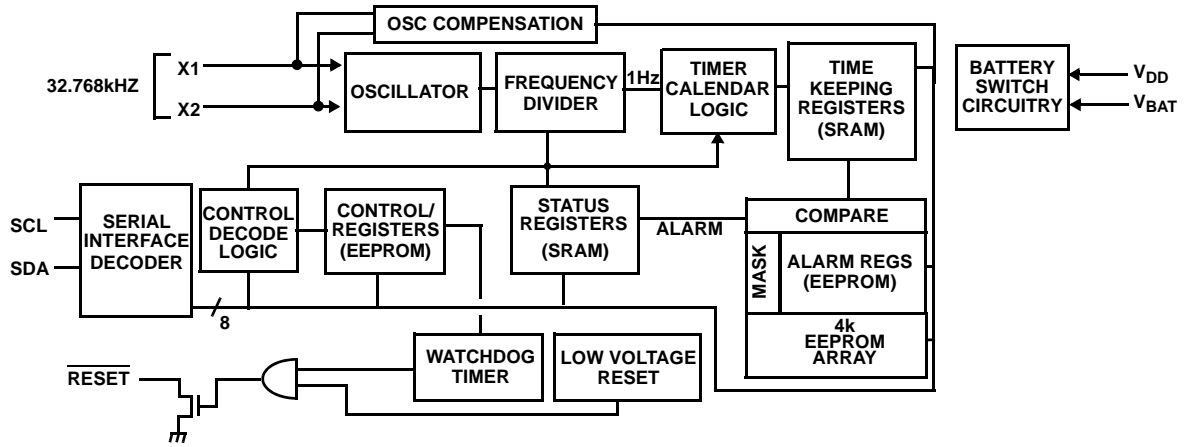 OSC COMPENSATION
32.768kHZ
X1
X2
OSCILLATOR
FREQUENCY
DIVIDER
1Hz
TIMER
CALENDAR
LOGIC
TIME
KEEPING
REGISTERS
(SRAM)
BATTERY
SWITCH
CIRCUITRY
VDD
VBAT
SCL
SDA
SERIAL
INTERFACE
DECODER
CONTROL
DECODE
LOGIC
CONTROL/
REGISTERS
(EEPROM)
STATUS
REGISTERS
(SRAM)
ALARM
COMPARE
MASK
ALARM REGS
(EEPROM)
4k
EEPROM
ARRAY
8
WATCHDOG
TIMER
LOW VOLTAGE
RESET
RESET